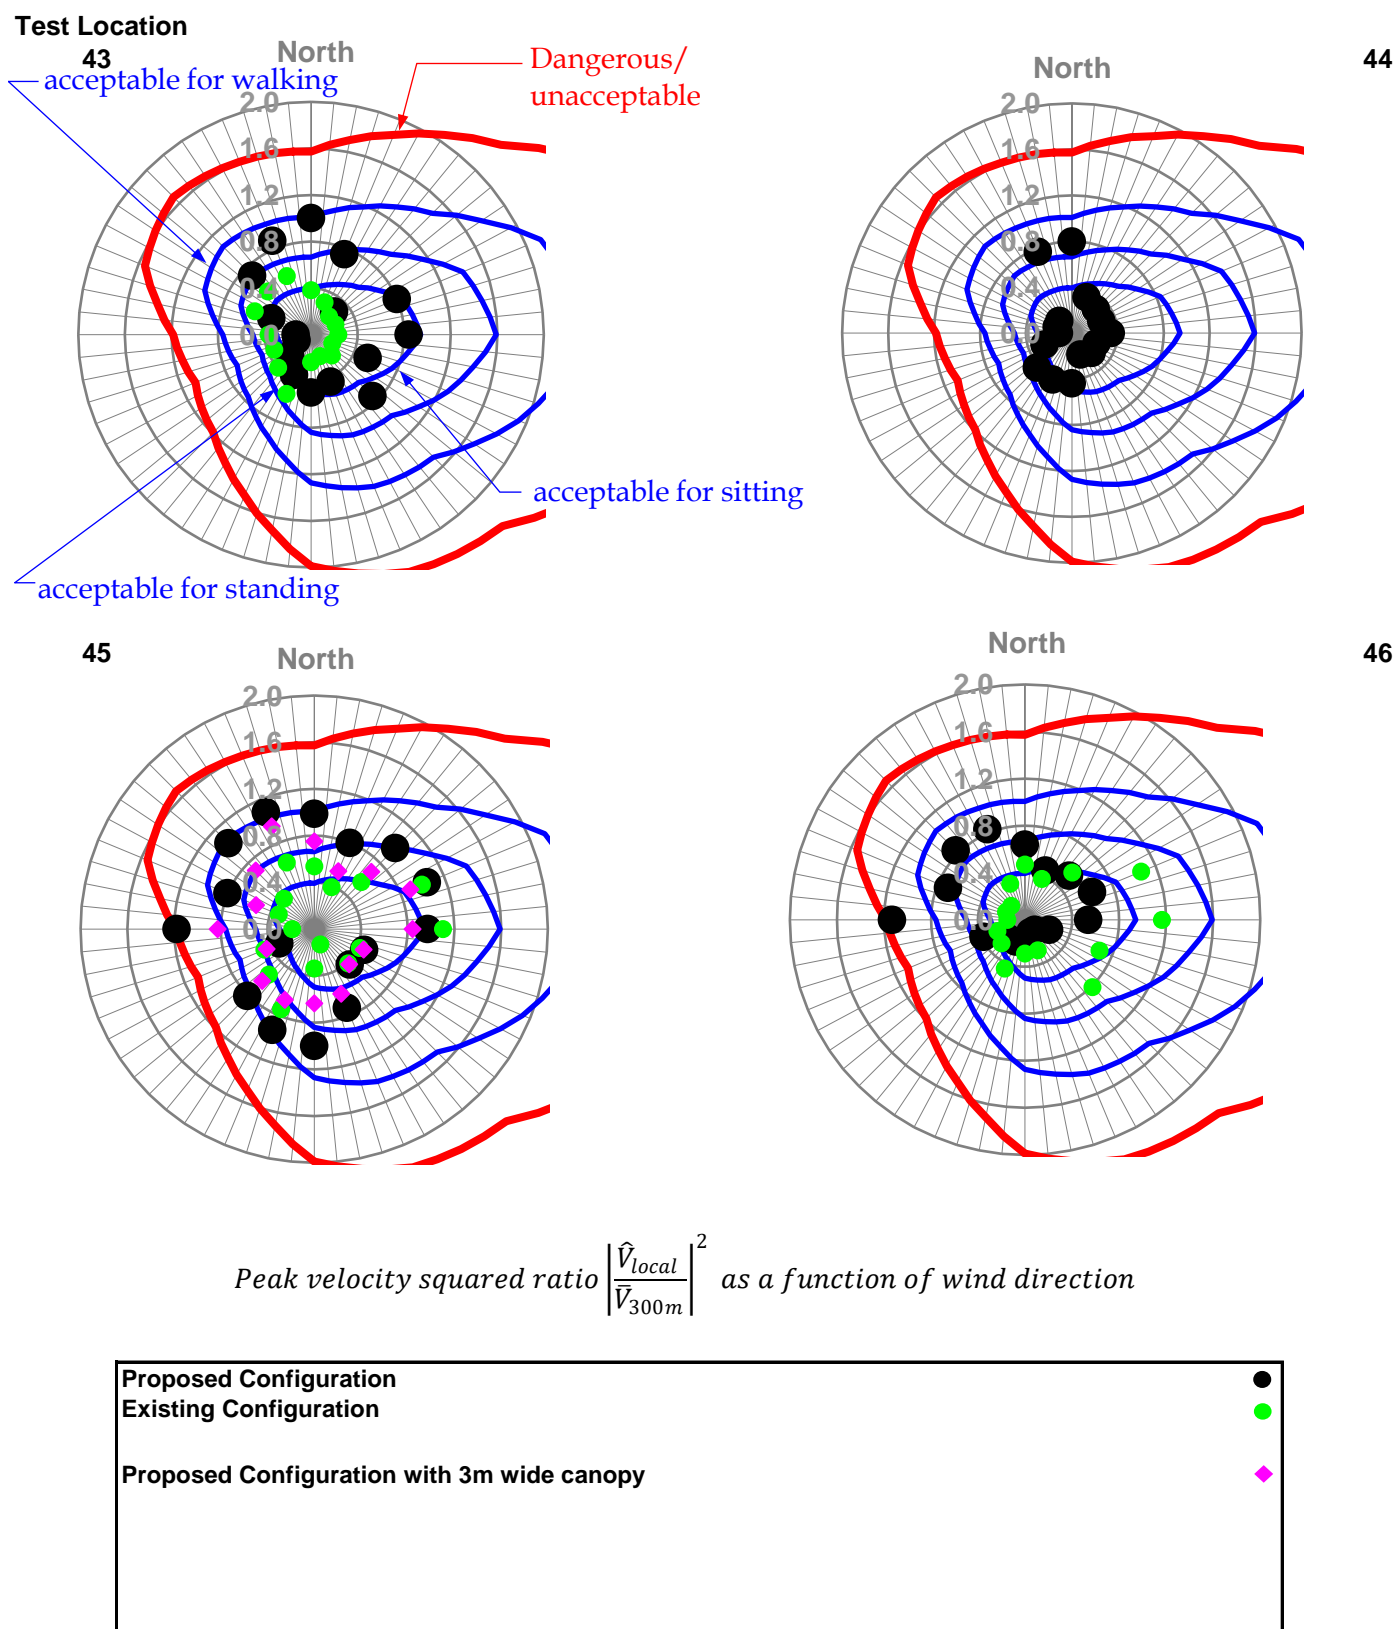 Test Location
43
North
Dangerous/
unacceptable
acceptable for walking
2.0
1.6
1.2
0.8
0.4
0.0
acceptable for sitting
acceptable for standing
44
North
2.0
1.6
1.2
0.8
0.4
0.0
45
North
2.0
1.6
1.2
0.8
0.4
0.0
46
North
2.0
1.6
1.2
0.8
0.4
0.0
Peak velocity squared ratio |V̂_local / V̄_300m|² as a function of wind direction
Proposed Configuration
Existing Configuration
Proposed Configuration with 3m wide canopy